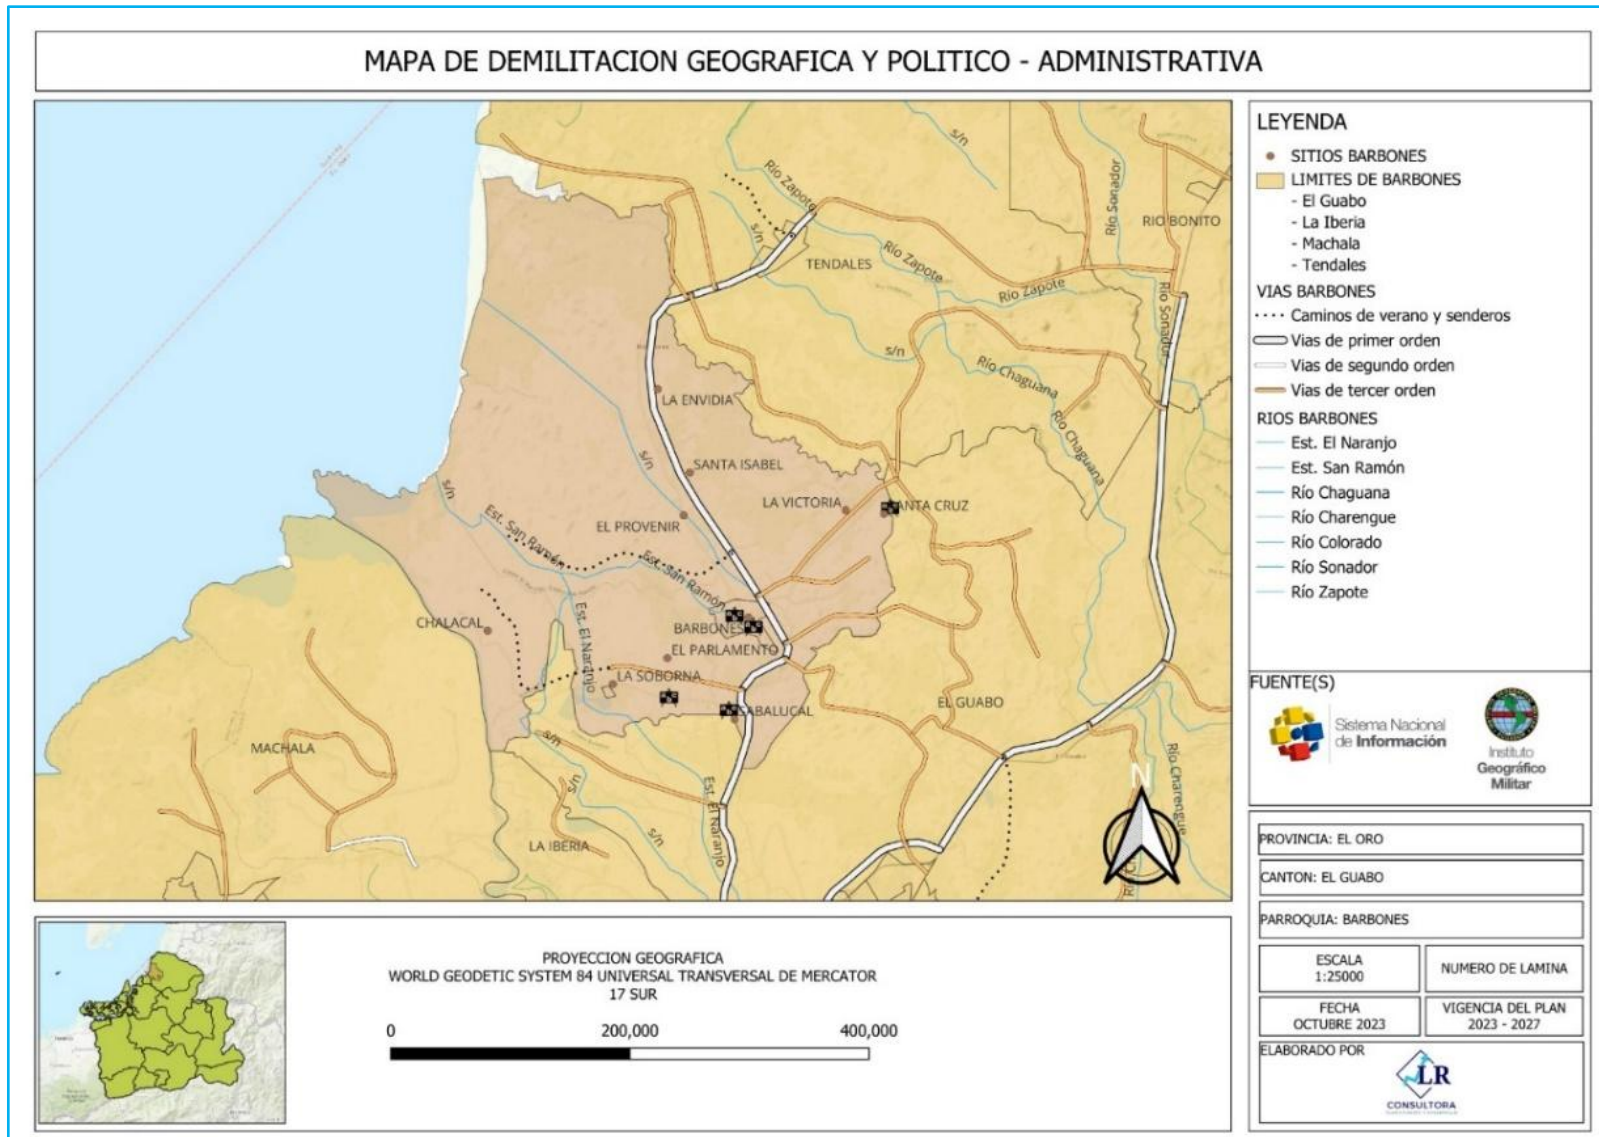 MAPA DE DEMILITACION GEOGRAFICA Y POLITICO - ADMINISTRATIVA
s/n
Río Zapote
Río Sonador
RIO BONITO
s/n
TENDALES
Río Zapote
Río Zapote
Río Sonador
s/n
Río Chaguana
LA ENVIDIA
Río Chaguana
s/n
SANTA ISABEL
s/n
LA VICTORIA
ANTA CRUZ
Est. San Ramón
EL PROVENIR
Est. San Ramón
CHALACAL
Est. El Naranjo
BARBONES
EL PARLAMENTO
LA SOBORNA
EL GUABO
ABALUCAL
MACHALA
s/n
s/n
Est. El Naranjo
Río Charengue
s/n
LA IBERIA
N
LEYENDA
SITIOS BARBONES
LIMITES DE BARBONES
- El Guabo
- La Iberia
- Machala
- Tendales
VIAS BARBONES
Caminos de verano y senderos
Vias de primer orden
Vias de segundo orden
Vias de tercer orden
RIOS BARBONES
Est. El Naranjo
Est. San Ramón
Río Chaguana
Río Charengue
Río Colorado
Río Sonador
Río Zapote
FUENTE(S)
Sistema Nacional
de Información
Instituto
Geográfico
Militar
PROVINCIA: EL ORO
CANTON: EL GUABO
PARROQUIA: BARBONES
ESCALA
1:25000
NUMERO DE LAMINA
FECHA
OCTUBRE 2023
VIGENCIA DEL PLAN
2023 - 2027
ELABORADO POR
LR
CONSULTORA
PROYECCION GEOGRAFICA
WORLD GEODETIC SYSTEM 84 UNIVERSAL TRANSVERSAL DE MERCATOR
17 SUR
0 200,000 400,000